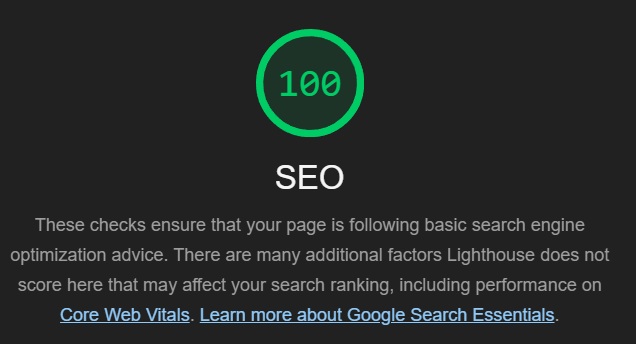 100
SEO
These checks ensure that your page is following basic search engine
optimization advice. There are many additional factors Lighthouse does not
score here that may affect your search ranking, including performance on
Core Web Vitals. Learn more about Google Search Essentials.